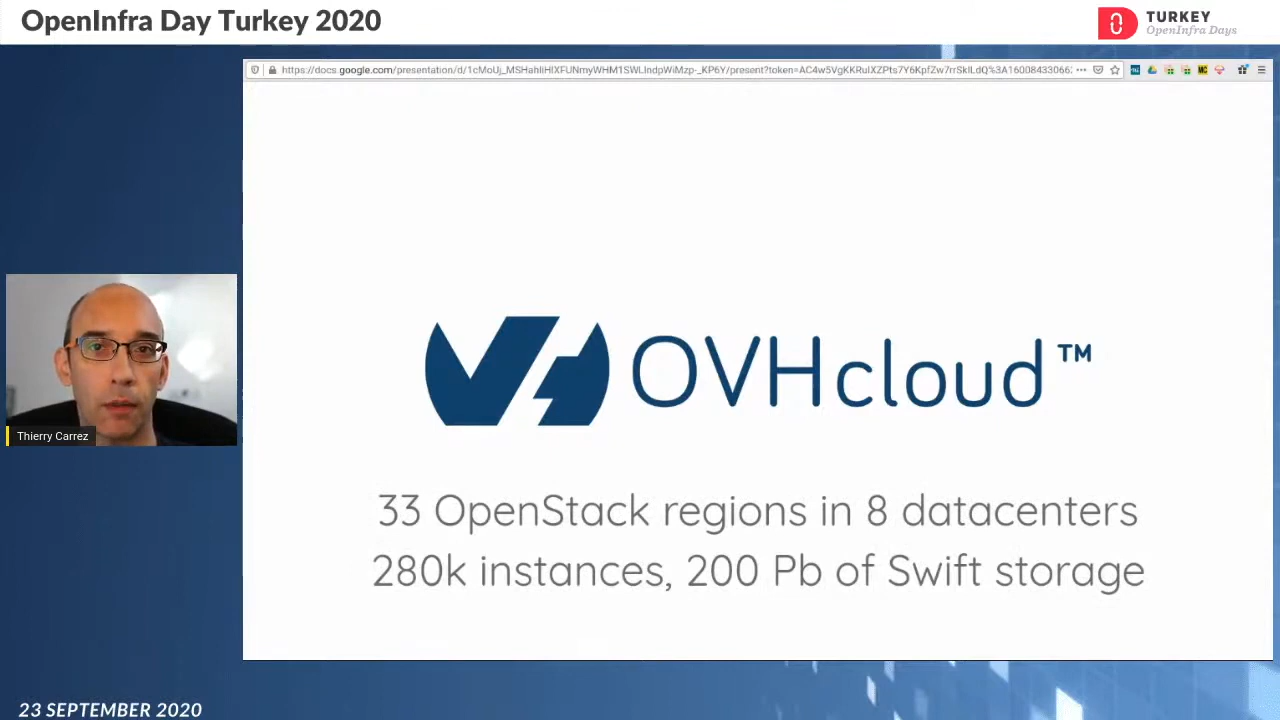 OpenInfra Day Turkey 2020
TURKEY
OpenInfra Days
OVHcloud™
33 OpenStack regions in 8 datacenters
280k instances, 200 Pb of Swift storage
Thierry Carrez
23 SEPTEMBER 2020